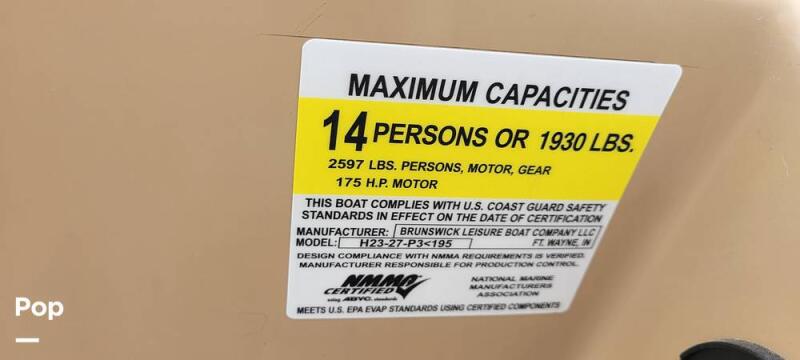 MAXIMUM CAPACITIES
14 PERSONS OR 1930 LBS.
2597 LBS. PERSONS, MOTOR, GEAR
175 H.P. MOTOR
THIS BOAT COMPLIES WITH U.S. COAST GUARD SAFETY
STANDARDS IN EFFECT ON THE DATE OF CERTIFICATION
MANUFACTURER: BRUNSWICK LEISURE BOAT COMPANY LLC
MODEL: H23-27-P3<195 FT. WAYNE, IN
DESIGN COMPLIANCE WITH NMMA REQUIREMENTS IS VERIFIED.
MANUFACTURER RESPONSIBLE FOR PRODUCTION CONTROL.
NMMA
CERTIFIED
using ABYC standards
NATIONAL MARINE
MANUFACTURERS
ASSOCIATION
MEETS U.S. EPA EVAP STANDARDS USING CERTIFIED COMPONENTS
Pop